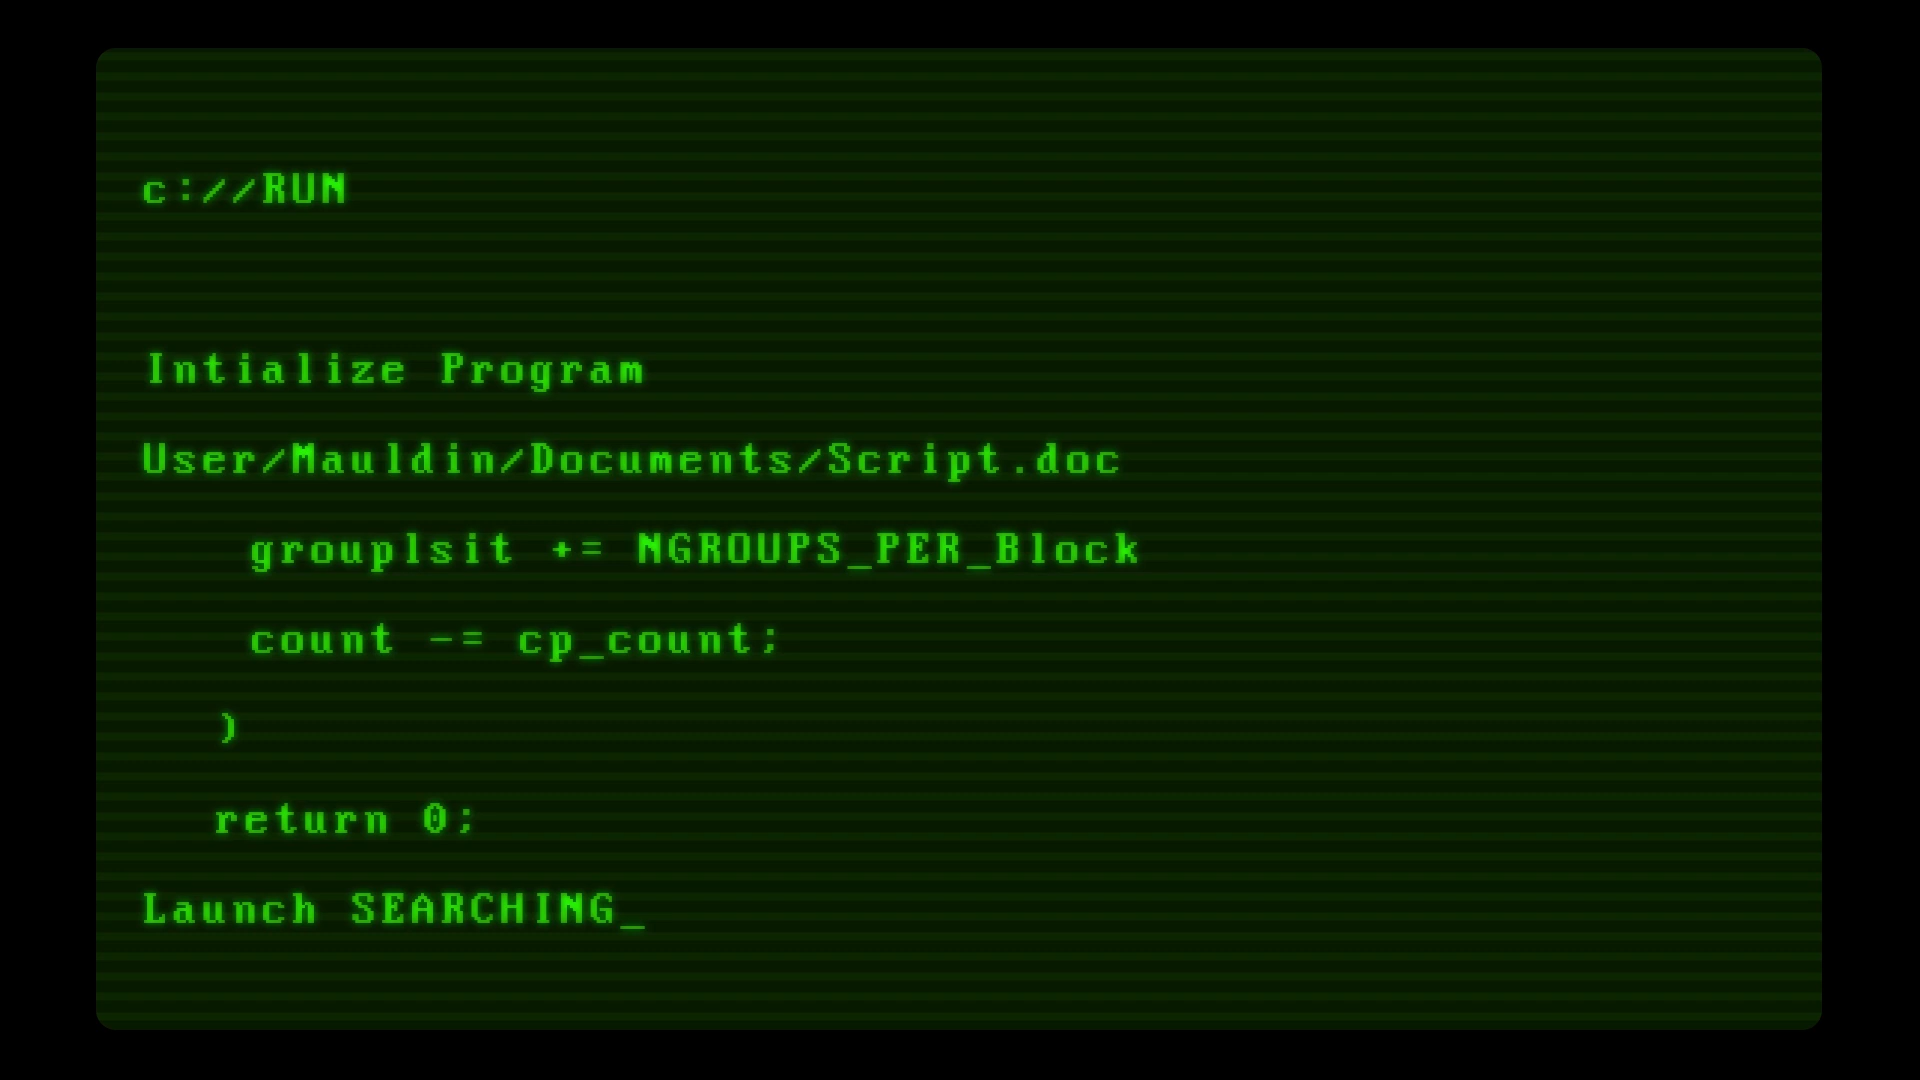 c://RUN
Intialize Program
User/Mauldin/Documents/Script.doc
grouplsit += NGROUPS_PER_Block
count -= cp_count;
)
return 0;
Launch SEARCHING_